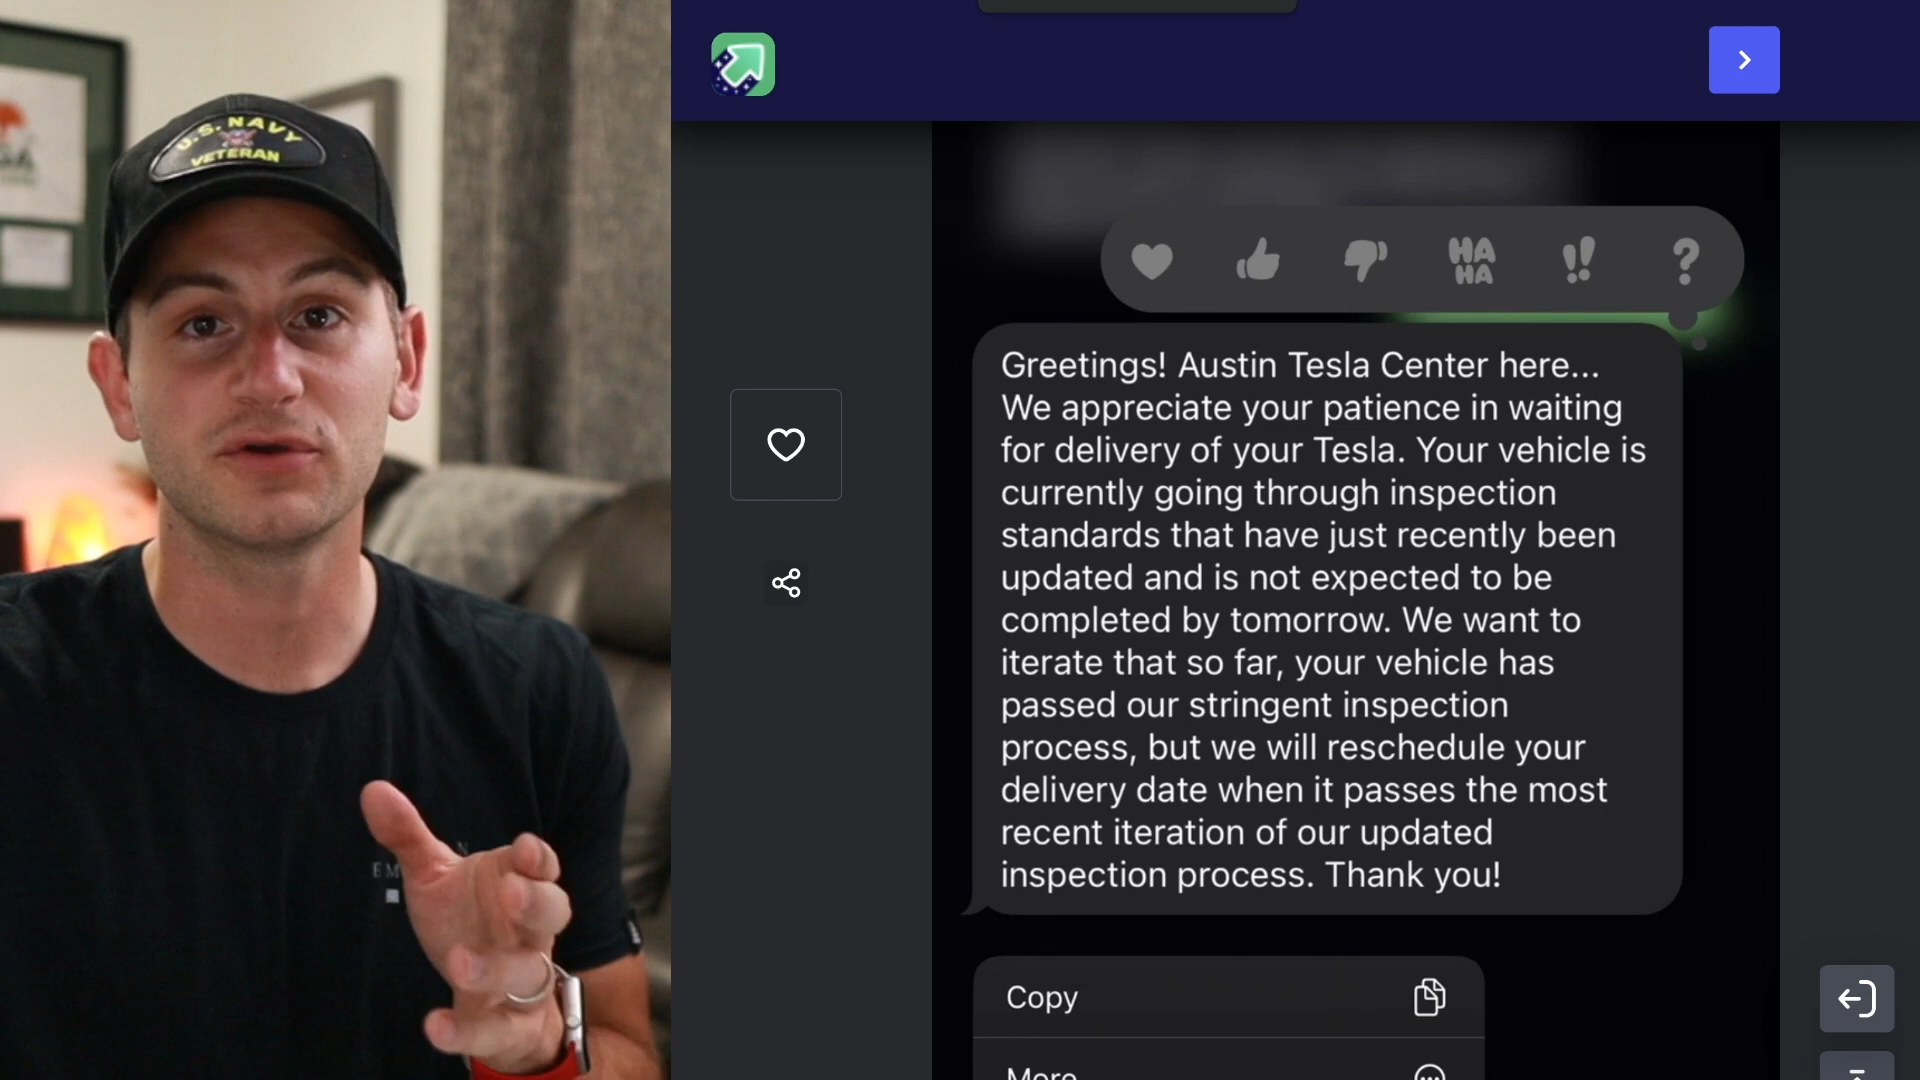 U.S. NAVY
VETERAN
HA
HA
Greetings! Austin Tesla Center here...
We appreciate your patience in waiting
for delivery of your Tesla. Your vehicle is
currently going through inspection
standards that have just recently been
updated and is not expected to be
completed by tomorrow. We want to
iterate that so far, your vehicle has
passed our stringent inspection
process, but we will reschedule your
delivery date when it passes the most
recent iteration of our updated
inspection process. Thank you!
Copy
More